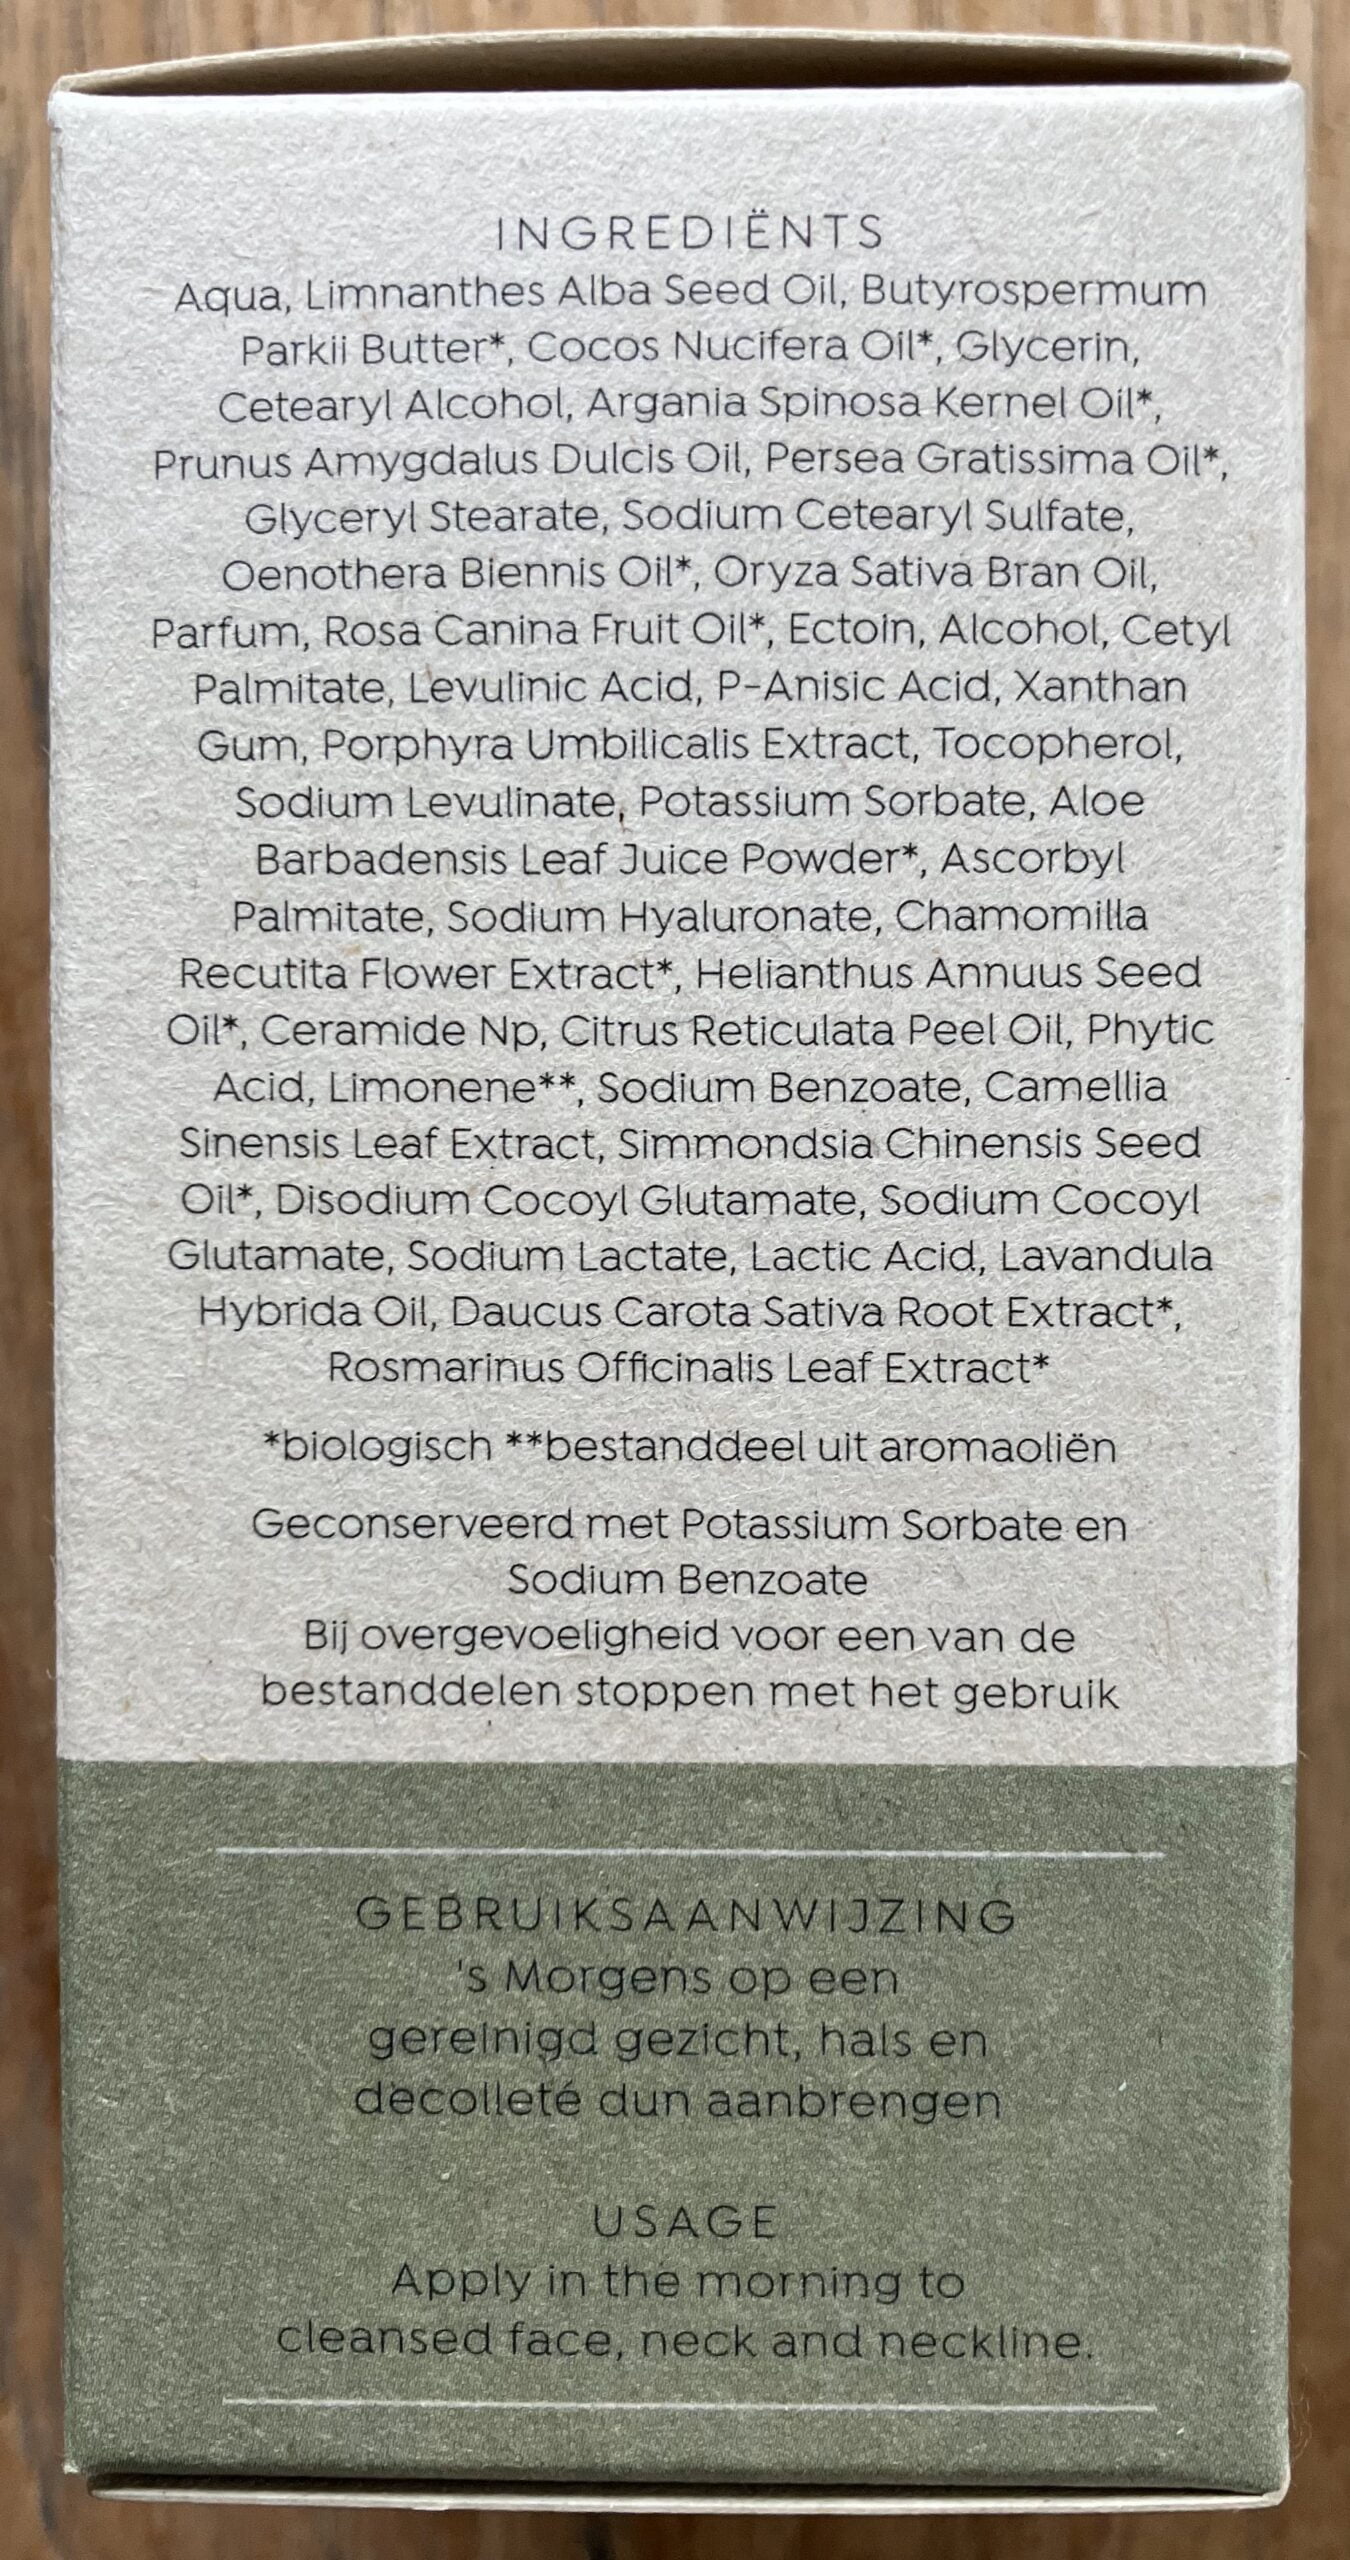 INGREDIËNTS
Aqua, Limnanthes Alba Seed Oil, Butyrospermum
Parkii Butter*, Cocos Nucifera Oil*, Glycerin,
Cetearyl Alcohol, Argania Spinosa Kernel Oil*,
Prunus Amygdalus Dulcis Oil, Persea Gratissima Oil*,
Glyceryl Stearate, Sodium Cetearyl Sulfate,
Oenothera Biennis Oil*, Oryza Sativa Bran Oil,
Parfum, Rosa Canina Fruit Oil*, Ectoin, Alcohol, Cetyl
Palmitate, Levulinic Acid, P-Anisic Acid, Xanthan
Gum, Porphyra Umbilicalis Extract, Tocopherol,
Sodium Levulinate, Potassium Sorbate, Aloe
Barbadensis Leaf Juice Powder*, Ascorbyl
Palmitate, Sodium Hyaluronate, Chamomilla
Recutita Flower Extract*, Helianthus Annuus Seed
Oil*, Ceramide Np, Citrus Reticulata Peel Oil, Phytic
Acid, Limonene**, Sodium Benzoate, Camellia
Sinensis Leaf Extract, Simmondsia Chinensis Seed
Oil*, Disodium Cocoyl Glutamate, Sodium Cocoyl
Glutamate, Sodium Lactate, Lactic Acid, Lavandula
Hybrida Oil, Daucus Carota Sativa Root Extract*,
Rosmarinus Officinalis Leaf Extract*
*biologisch **bestanddeel uit aromaoliën
Geconserveerd met Potassium Sorbate en
Sodium Benzoate
Bij overgevoeligheid voor een van de
bestanddelen stoppen met het gebruik
GEBRUIKSAANWIJZING
's Morgens op een
gereinigd gezicht, hals en
decolleté dun aanbrengen
USAGE
Apply in the morning to
cleansed face, neck and neckline.